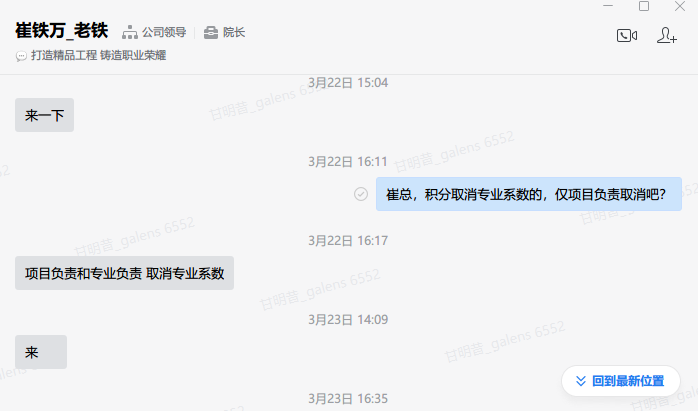 崔铁万_老铁 公司领导 院长
打造精品工程 铸造职业荣耀
3月22日 15:04
来一下
3月22日 16:11
崔总，积分取消专业系数的，仅项目负责取消吧？
3月22日 16:17
项目负责和专业负责 取消专业系数
3月23日 14:09
来
回到最新位置
3月23日 16:35
甘明昔_galens 6552
甘明昔_galens 6552
甘明昔_galens 6552
甘明昔_galens 6552
甘明昔_galens 6552